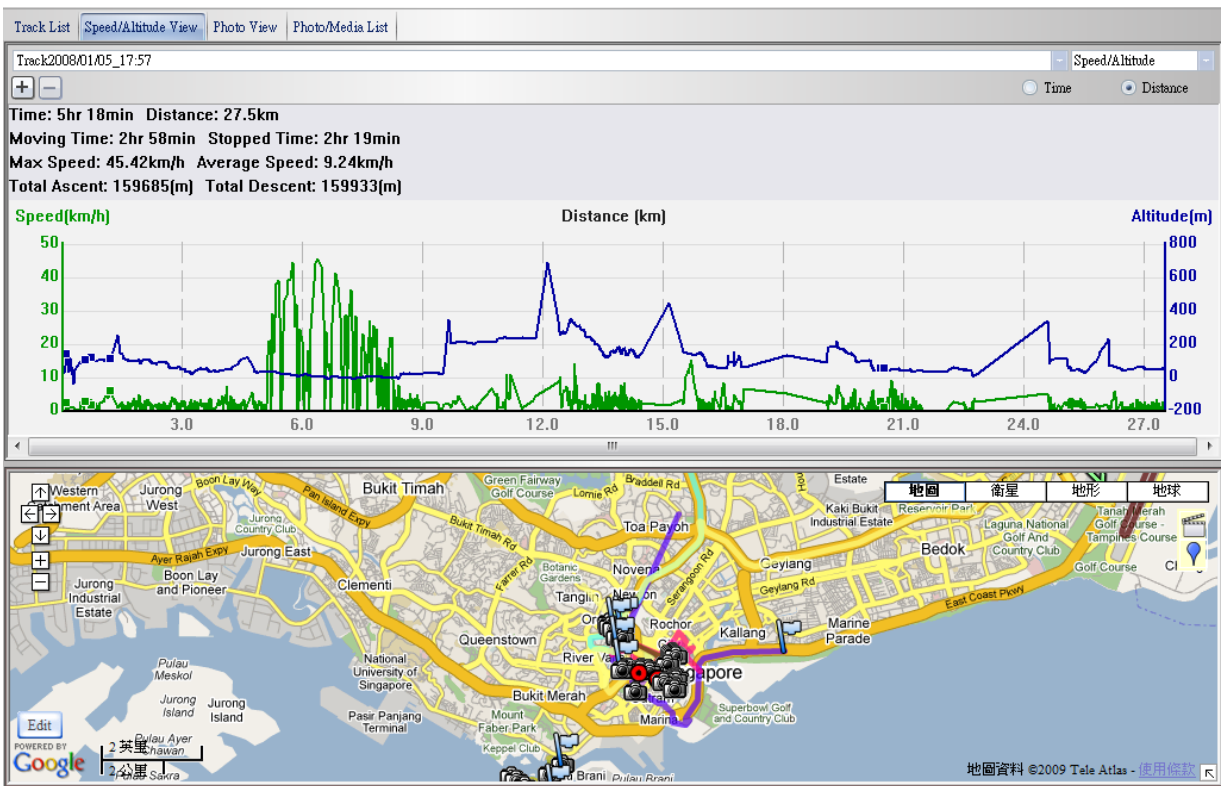 Track List Speed/Altitude View Photo View Photo/Media List
Track2008/01/05_17:57 Speed/Altitude
+ − Time Distance
Time: 5hr 18min Distance: 27.5km
Moving Time: 2hr 58min Stopped Time: 2hr 19min
Max Speed: 45.42km/h Average Speed: 9.24km/h
Total Ascent: 159685(m) Total Descent: 159933(m)
Speed(km/h) Distance (km) Altitude(m)
50 800
40 600
30 400
20 200
10 0
0 -200
3.0 6.0 9.0 12.0 15.0 18.0 21.0 24.0 27.0
地圖 衛星 地形 地球
Western
Jurong
West
Boon Lay Way
Pan Island Expy
Bukit Timah
Green Fairway
Golf Course
Lornie Rd
Braddell Rd
Estate
Kaki Bukit
Industrial Estate
Reservoir Park
Laguna National
Golf And
Country Club
Tanah Merah
Golf Course -
Tampines Course
Jurong
Country Club
Bukit Timah Rd
Toa Payoh
Bedok
Golf Course
Ayer Rajah Expy
Jurong East
Farrer Rd
Botanic
Gardens
Novena
Serangoon Rd
Geylang
Geylang Rd
Jurong
Industrial
Estate
Boon Lay
and Pioneer
Clementi
Tanglin
East Coast Pkwy
Rochor
Kallang
Marine
Parade
Queenstown
National
University of
Singapore
Pulau
Meskol
Jurong
Island
Jurong
Island
Bukit Merah
Pasir Panjang
Terminal
Mount
Faber Park
Marina
Superbowl Golf
and Country Club
Keppel Club
Brani
Pulau Brani
Edit
POWERED BY
Google
2 英里
2 公里
Pulau Ayer
Chawan
Pulau Sakra
地圖資料 ©2009 Tele Atlas - 使用條款